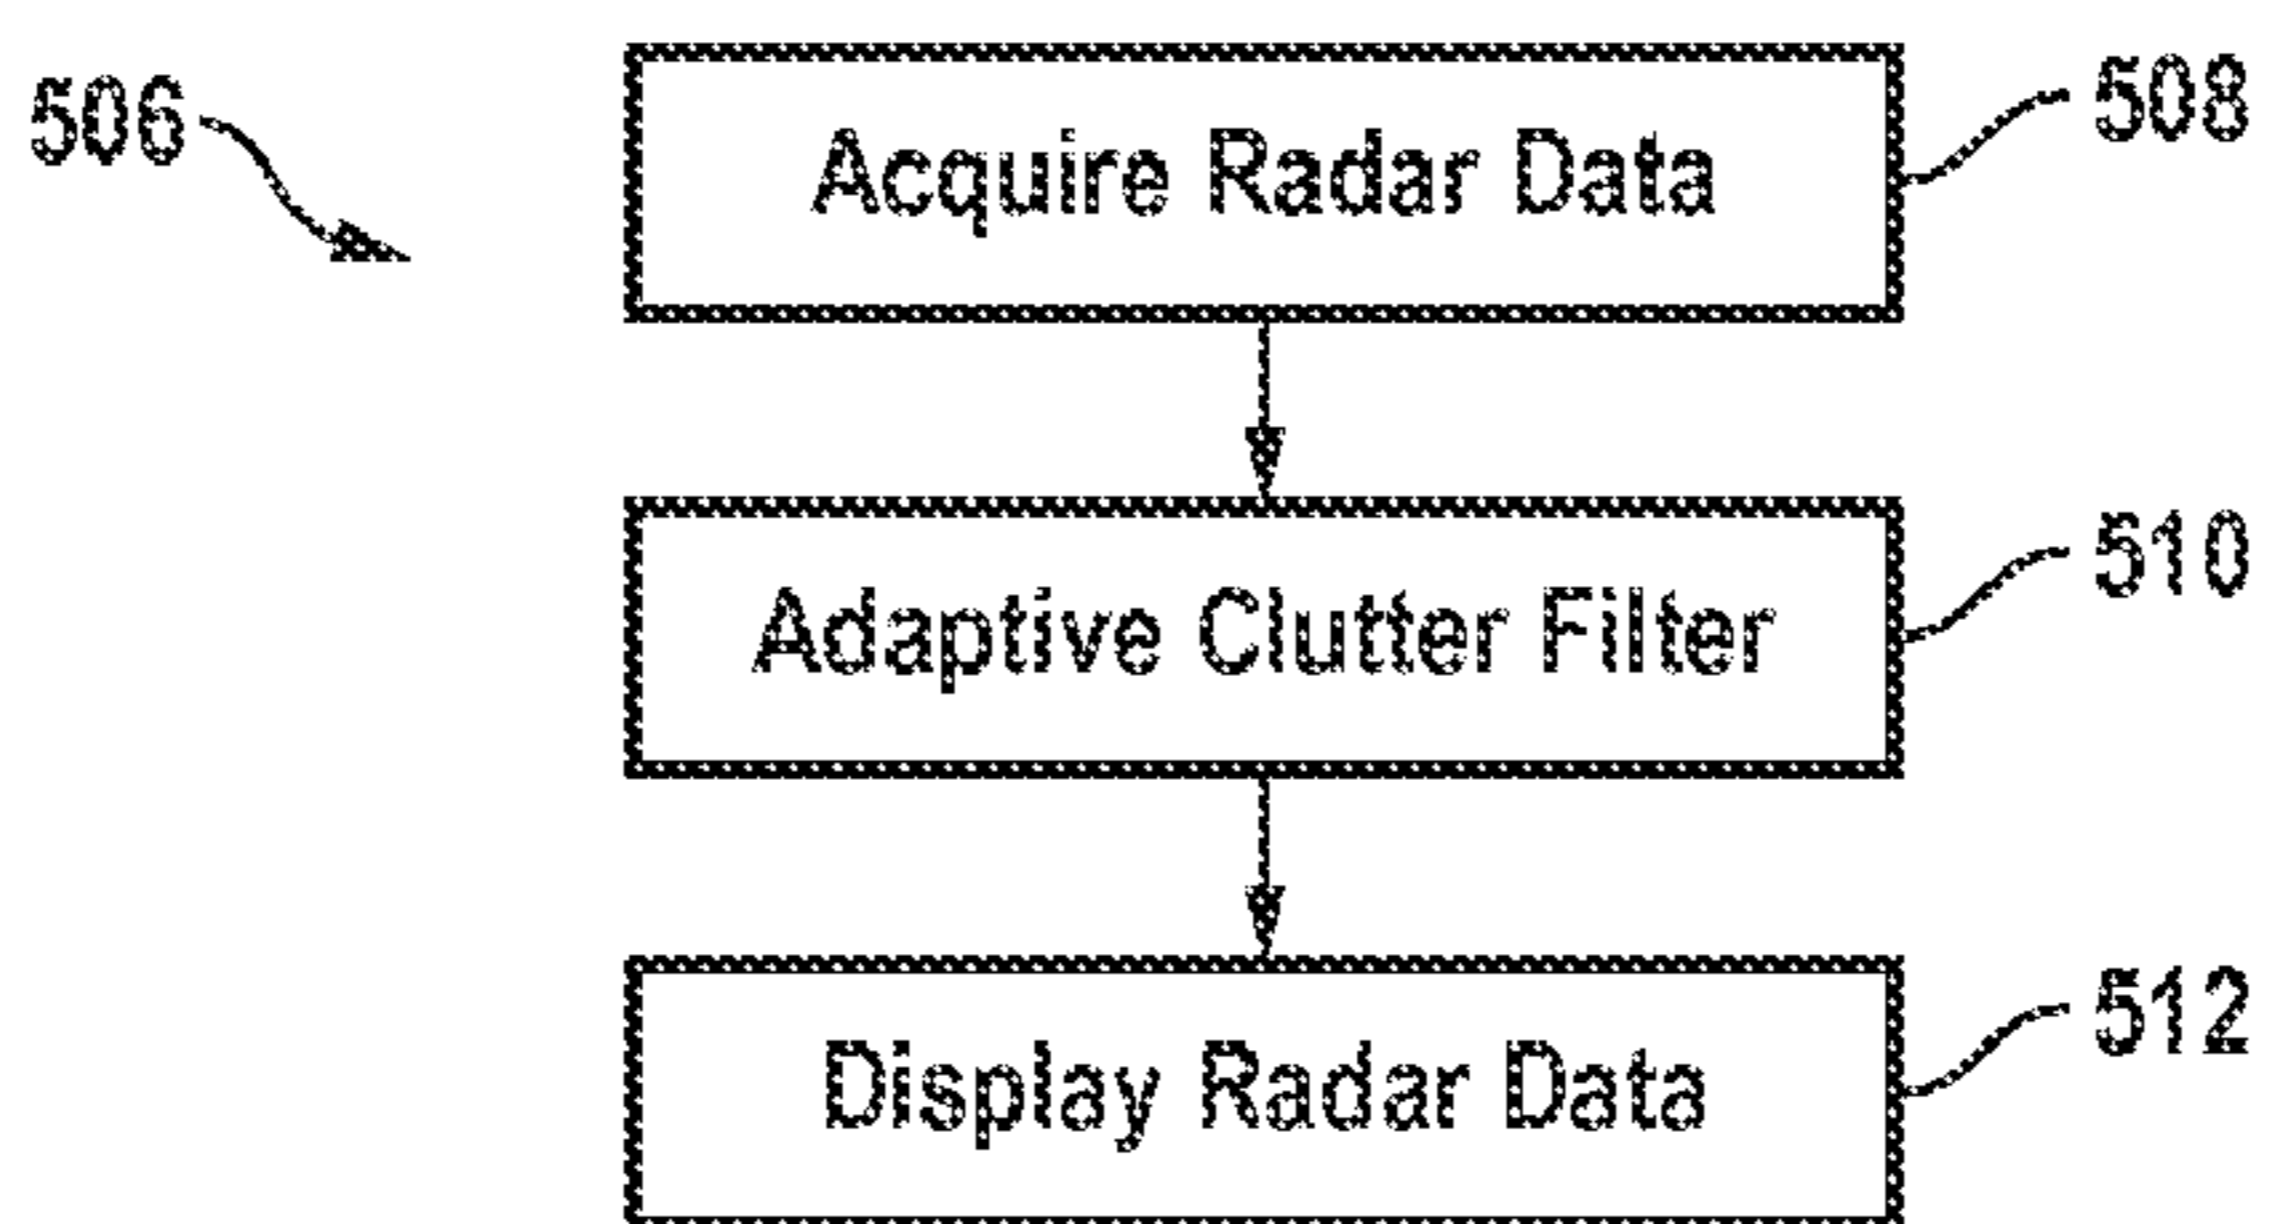 506
Acquire Radar Data
508
Adaptive Clutter Filter
510
Display Radar Data
512